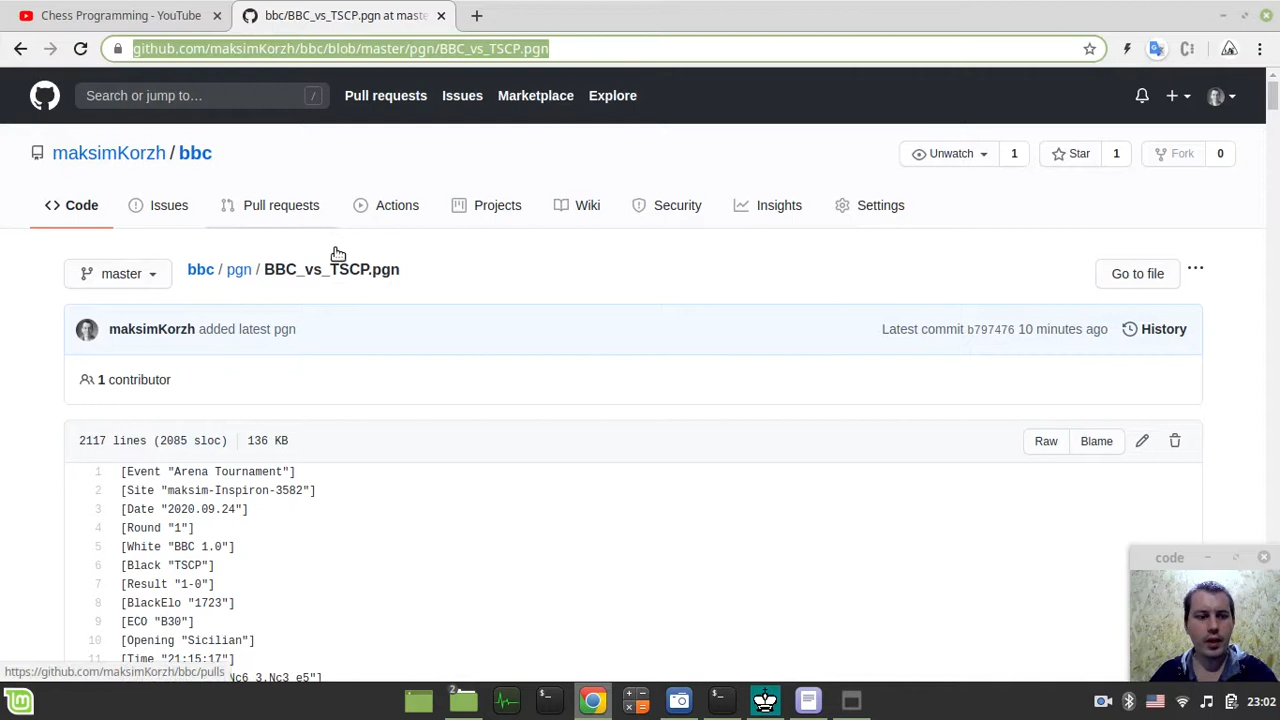 Chess Programming - YouTube
bbc/BBC_vs_TSCP.pgn at maste
github.com/maksimKorzh/bbc/blob/master/pgn/BBC_vs_TSCP.pgn
Search or jump to… /
Pull requests Issues Marketplace Explore
maksimKorzh / bbc
Unwatch 1 Star 1 Fork 0
Code Issues Pull requests Actions Projects Wiki Security Insights Settings
master
bbc / pgn / BBC_vs_TSCP.pgn
Go to file
maksimKorzh added latest pgn
Latest commit b797476 10 minutes ago History
1 contributor
2117 lines (2085 sloc) 136 KB
Raw Blame
1 [Event "Arena Tournament"]
2 [Site "maksim-Inspiron-3582"]
3 [Date "2020.09.24"]
4 [Round "1"]
5 [White "BBC 1.0"]
6 [Black "TSCP"]
7 [Result "1-0"]
8 [BlackElo "1723"]
9 [ECO "B30"]
10 [Opening "Sicilian"]
11 [Time "21:15:17"]
Nc6 3.Nc3 e5"]
code
https://github.com/maksimKorzh/bbc/pulls
2
23:02